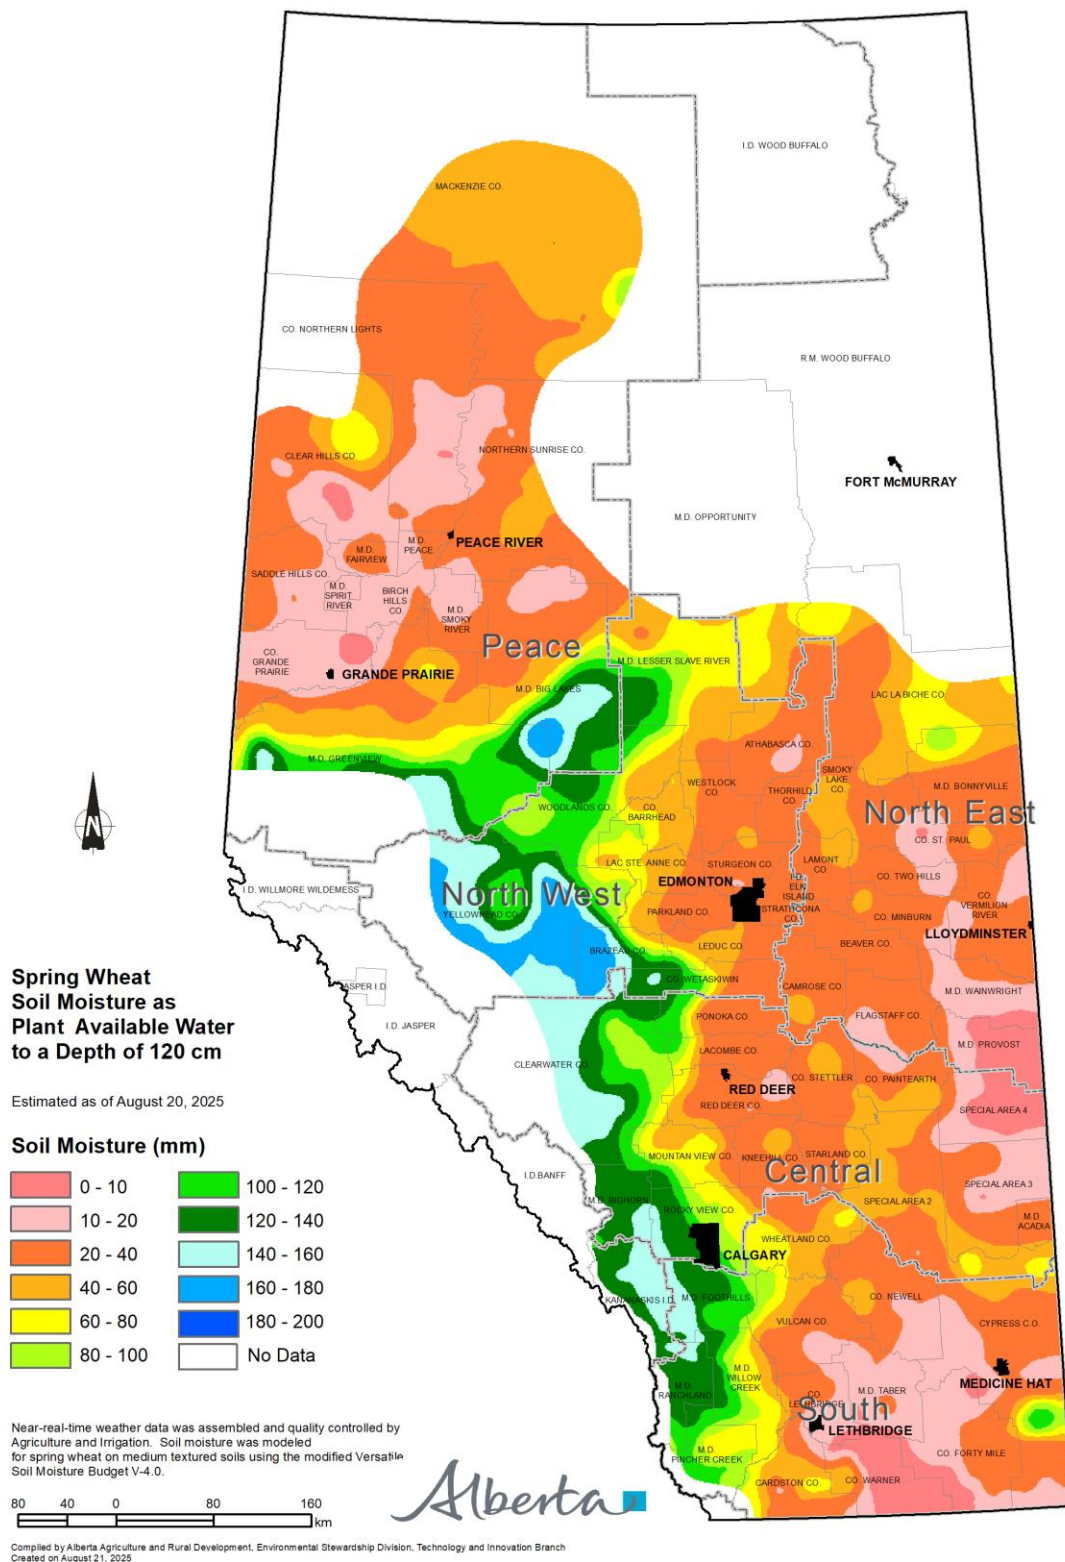 I.D. WOOD BUFFALO
MACKENZIE CO.
CO. NORTHERN LIGHTS
R.M. WOOD BUFFALO
CLEAR HILLS CO.
NORTHERN SUNRISE CO.
FORT McMURRAY
M.D. OPPORTUNITY
PEACE RIVER
M.D.
PEACE
M.D.
FAIRVIEW
SADDLE HILLS CO.
M.D.
SPIRIT
RIVER
BIRCH
HILLS
CO.
M.D.
SMOKY
RIVER
Peace
CO.
GRANDE
PRAIRIE
GRANDE PRAIRIE
M.D. LESSER SLAVE RIVER
M.D. BIG LAKES
LAC LA BICHE CO.
M.D. GREENVIEW
ATHABASCA CO.
WESTLOCK
CO.
THORHILD
CO.
SMOKY
LAKE
CO.
M.D. BONNYVILLE
North East
WOODLANDS CO.
CO.
BARRHEAD
CO. ST. PAUL
LAC STE. ANNE CO.
STURGEON CO.
LAMONT
CO.
CO. TWO HILLS
EDMONTON
I.D.
ELK
ISLAND
STRATHCONA
CO.
I.D. WILLMORE WILDERNESS
North West
YELLOWHEAD CO.
PARKLAND CO.
CO. MINBURN
CO.
VERMILION
RIVER
LLOYDMINSTER
BRAZEAU CO.
LEDUC CO.
BEAVER CO.
CO. WETASKIWIN
CAMROSE CO.
M.D. WAINWRIGHT
Spring Wheat
Soil Moisture as
Plant Available Water
to a Depth of 120 cm
JASPER I.D.
I.D. JASPER
PONOKA CO.
FLAGSTAFF CO.
M.D. PROVOST
CLEARWATER CO.
LACOMBE CO.
RED DEER
CO. STETTLER
CO. PAINTEARTH
Estimated as of August 20, 2025
RED DEER CO.
SPECIAL AREA 4
Soil Moisture (mm)
0 - 10
10 - 20
20 - 40
40 - 60
60 - 80
80 - 100
100 - 120
120 - 140
140 - 160
160 - 180
180 - 200
No Data
I.D.BANFF
MOUNTAN VIEW CO.
KNEEHILL CO.
STARLAND CO.
Central
SPECIAL AREA 3
SPECIAL AREA 2
M.D.
ACADIA
M.D. BIGHORN
ROCKY VIEW CO.
WHEATLAND CO.
CALGARY
KANANASKIS I.D.
M.D. FOOTHILLS
CO. NEWELL
VULCAN CO.
CYPRESS C.O.
M.D.
WILLOW
CREEK
M.D.
RANCHLAND
MEDICINE HAT
CO.
LETHBRIDGE
M.D. TABER
South
LETHBRIDGE
M.D.
PINCHER CREEK
CO. FORTY MILE
CARDSTON CO.
CO. WARNER
N
Near-real-time weather data was assembled and quality controlled by
Agriculture and Irrigation. Soil moisture was modeled
for spring wheat on medium textured soils using the modified Versatile
Soil Moisture Budget V-4.0.
80 40 0 80 160
km
Alberta
Compiled by Alberta Agriculture and Rural Development, Environmental Stewardship Division, Technology and Innovation Branch
Created on August 21, 2025